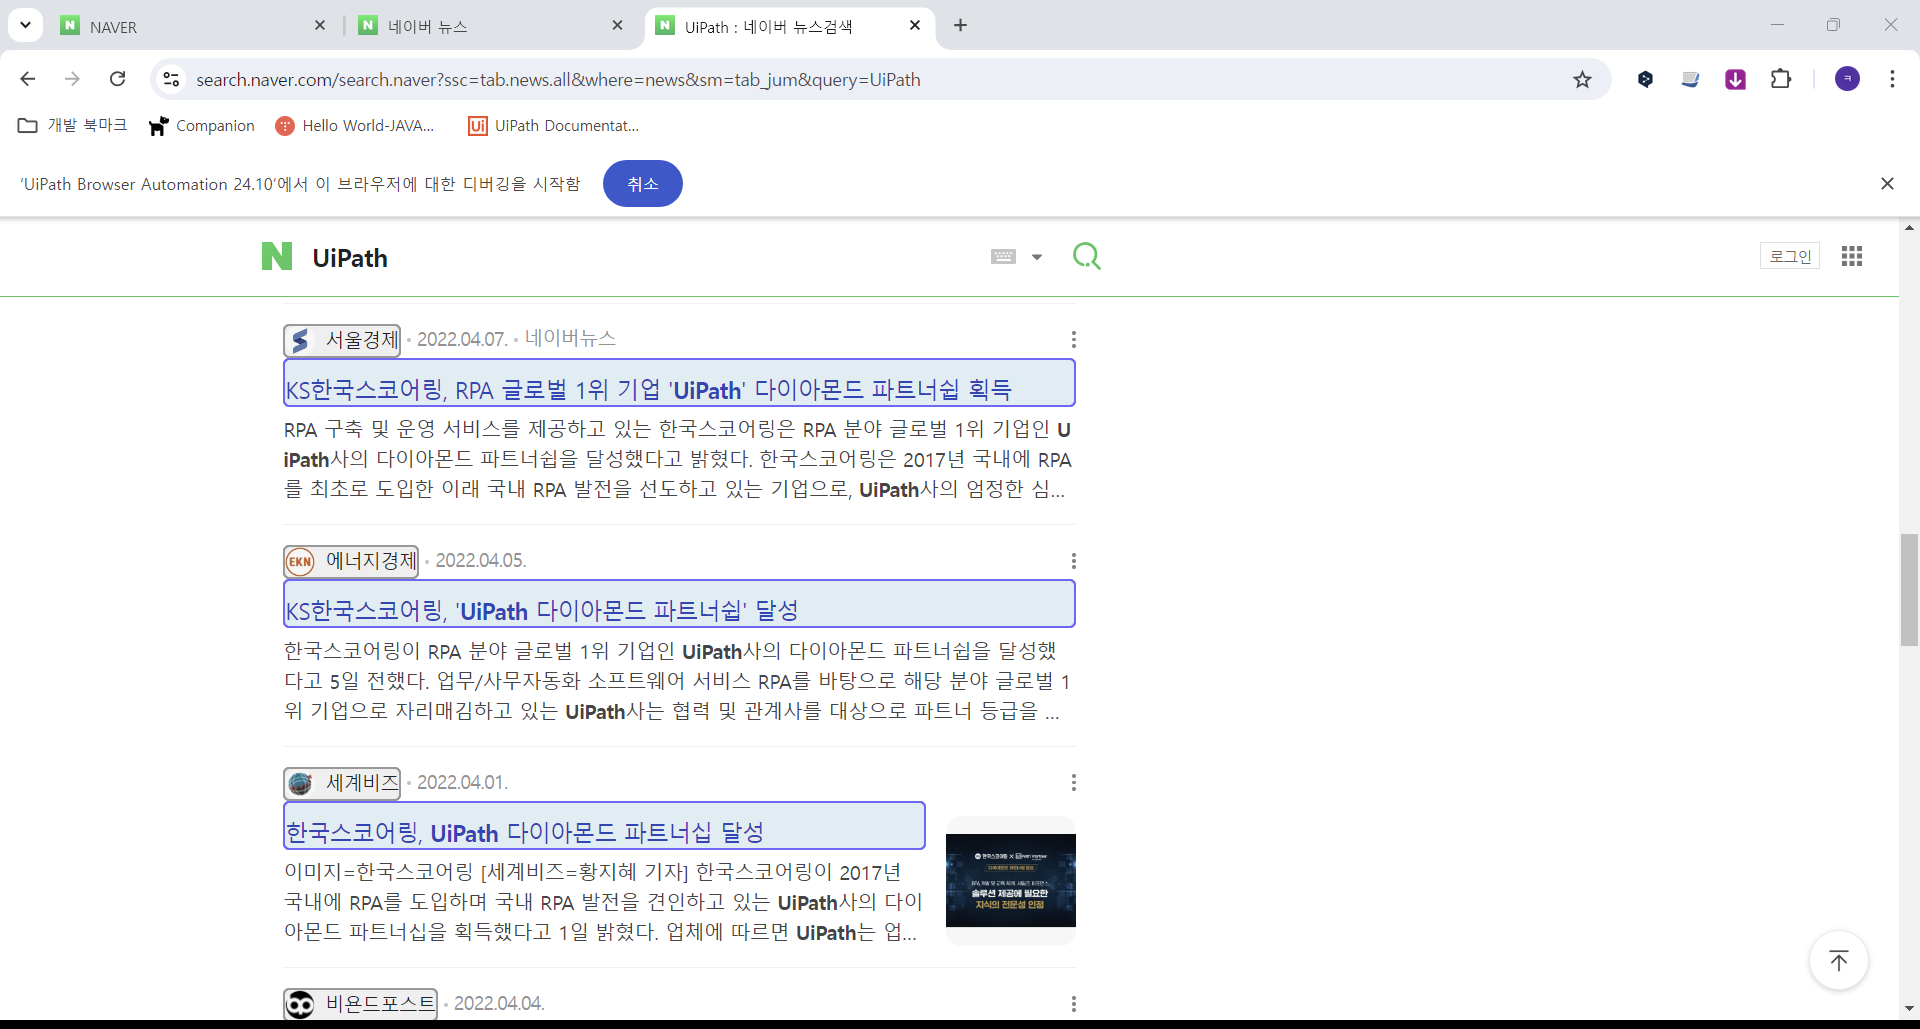 NAVER
네이버 뉴스
UiPath : 네이버 뉴스검색
search.naver.com/search.naver?ssc=tab.news.all&where=news&sm=tab_jum&query=UiPath
ㅋ
개발 북마크
Companion
Hello World-JAVA...
Ui
UiPath Documentat...
'UiPath Browser Automation 24.10'에서 이 브라우저에 대한 디버깅을 시작함
취소
UiPath
로그인
서울경제
2022.04.07.
네이버뉴스
KS한국스코어링, RPA 글로벌 1위 기업 'UiPath' 다이아몬드 파트너쉽 획득
RPA 구축 및 운영 서비스를 제공하고 있는 한국스코어링은 RPA 분야 글로벌 1위 기업인 U
iPath사의 다이아몬드 파트너쉽을 달성했다고 밝혔다. 한국스코어링은 2017년 국내에 RPA
를 최초로 도입한 이래 국내 RPA 발전을 선도하고 있는 기업으로, UiPath사의 엄정한 심...
EKN
에너지경제
2022.04.05.
KS한국스코어링, 'UiPath 다이아몬드 파트너쉽' 달성
한국스코어링이 RPA 분야 글로벌 1위 기업인 UiPath사의 다이아몬드 파트너쉽을 달성했
다고 5일 전했다. 업무/사무자동화 소프트웨어 서비스 RPA를 바탕으로 해당 분야 글로벌 1
위 기업으로 자리매김하고 있는 UiPath사는 협력 및 관계사를 대상으로 파트너 등급을 ...
세계비즈
2022.04.01.
한국스코어링, UiPath 다이아몬드 파트너십 달성
이미지=한국스코어링 [세계비즈=황지혜 기자] 한국스코어링이 2017년
국내에 RPA를 도입하며 국내 RPA 발전을 견인하고 있는 UiPath사의 다이
아몬드 파트너십을 획득했다고 1일 밝혔다. 업체에 따르면 UiPath는 업...
한국스코어링
솔루션 제공에 필요한
지식의 전문성 인정
비욘드포스트
2022.04.04.